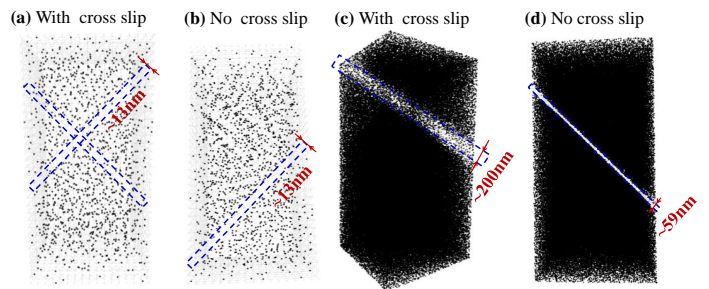 (a) With cross slip
(b) No cross slip
(c) With cross slip
(d) No cross slip
~13nm
~13nm
~200nm
~59nm